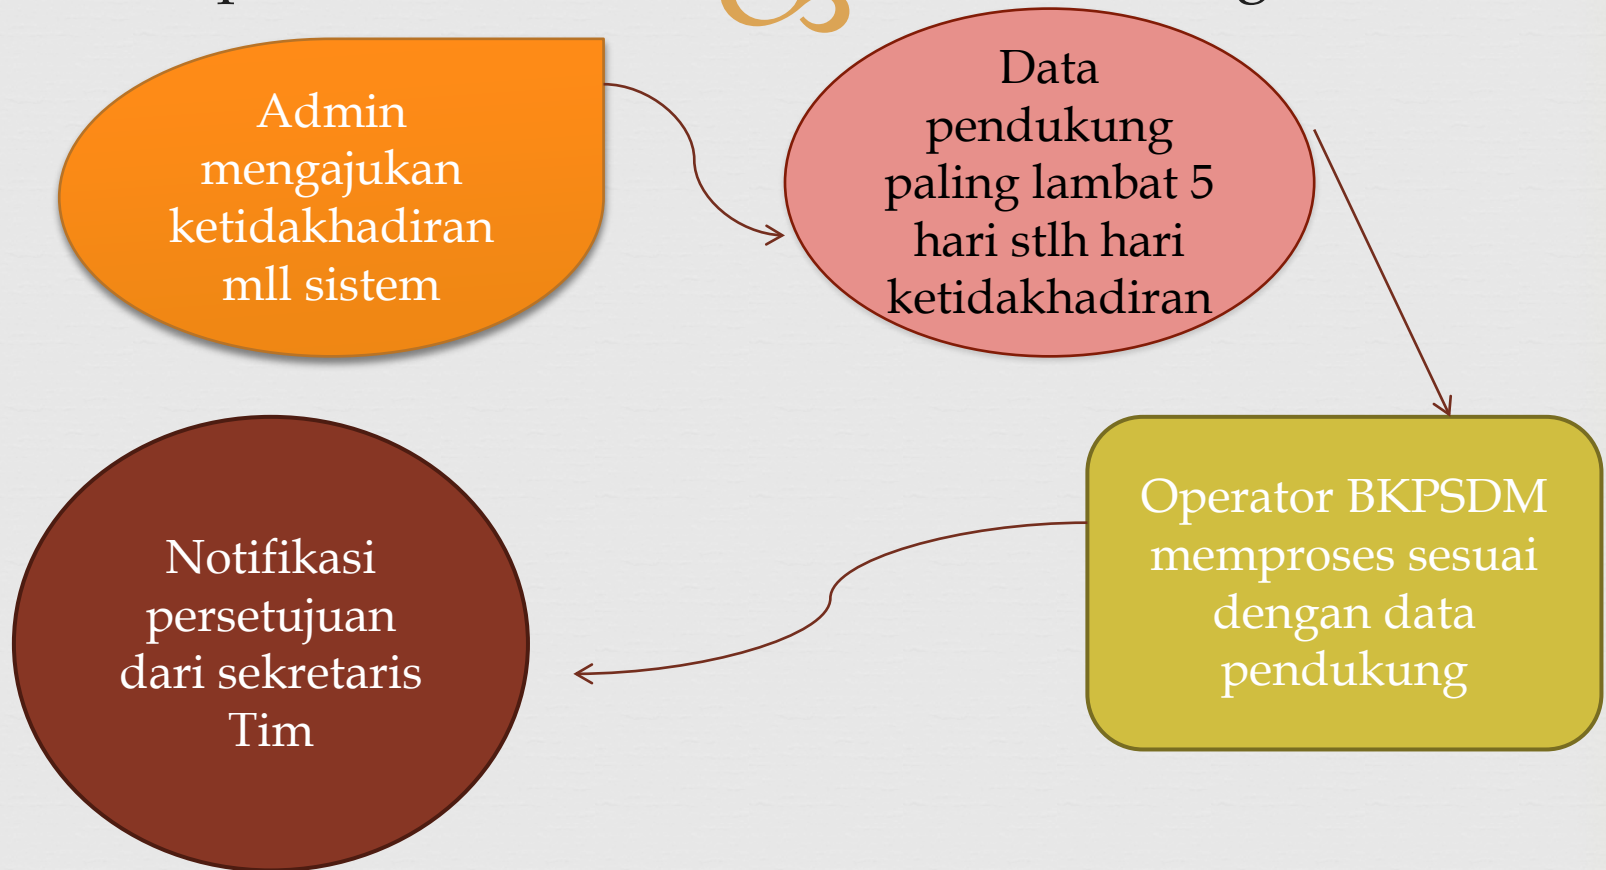 Admin
mengajukan
ketidakhadiran
mll sistem
Data
pendukung
paling lambat 5
hari stlh hari
ketidakhadiran
Operator BKPSDM
memproses sesuai
dengan data
pendukung
Notifikasi
persetujuan
dari sekretaris
Tim